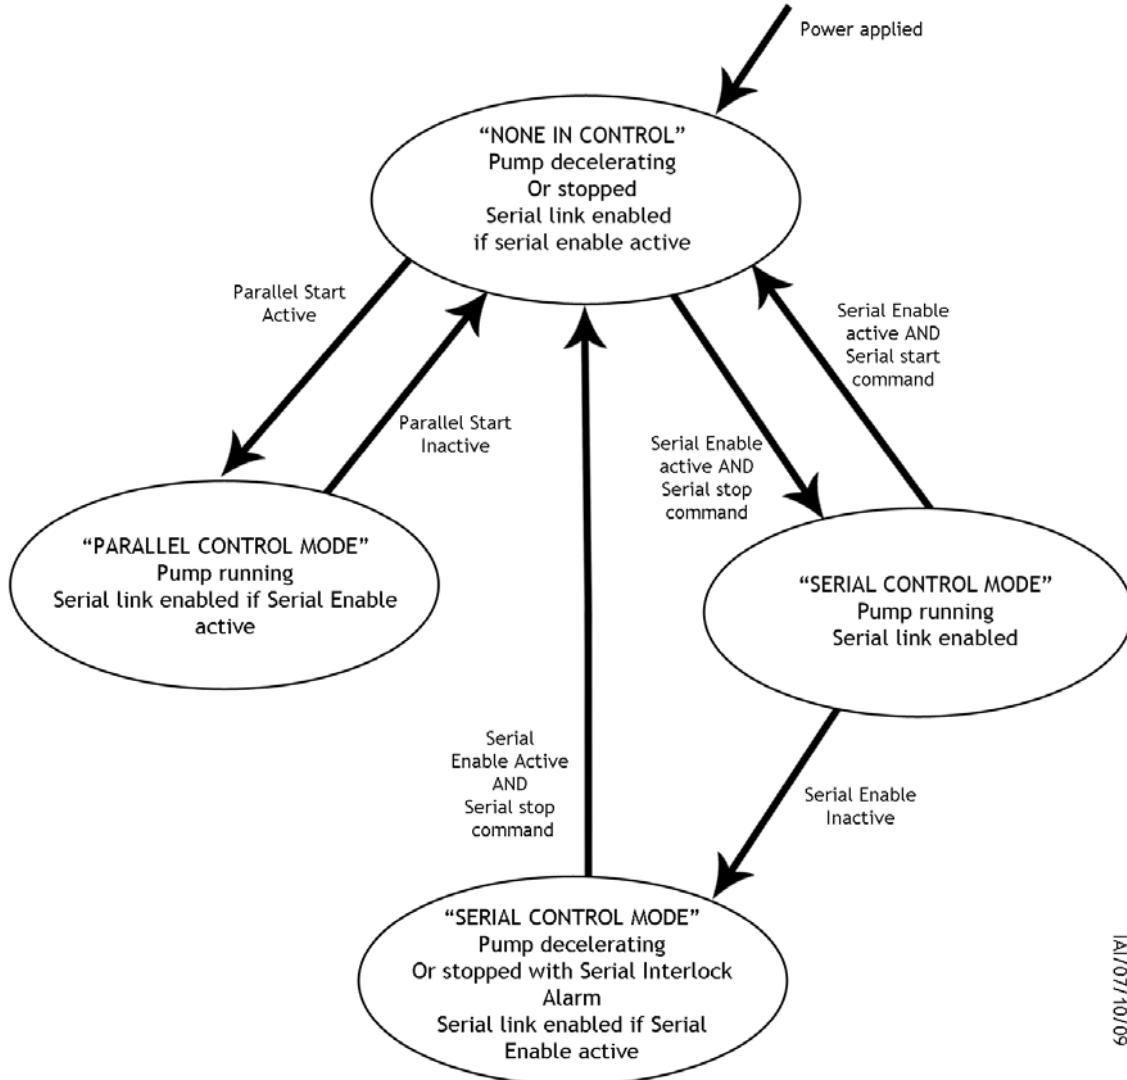 Power applied
“NONE IN CONTROL”
Pump decelerating
Or stopped
Serial link enabled
if serial enable active
Parallel Start
Active
Parallel Start
Inactive
Serial Enable
active AND
Serial stop
command
Serial Enable
active AND
Serial start
command
“PARALLEL CONTROL MODE”
Pump running
Serial link enabled if Serial Enable
active
“SERIAL CONTROL MODE”
Pump running
Serial link enabled
Serial
Enable Active
AND
Serial stop
command
Serial Enable
Inactive
“SERIAL CONTROL MODE”
Pump decelerating
Or stopped with Serial Interlock
Alarm
Serial link enabled if Serial
Enable active
IAI/07/10/09